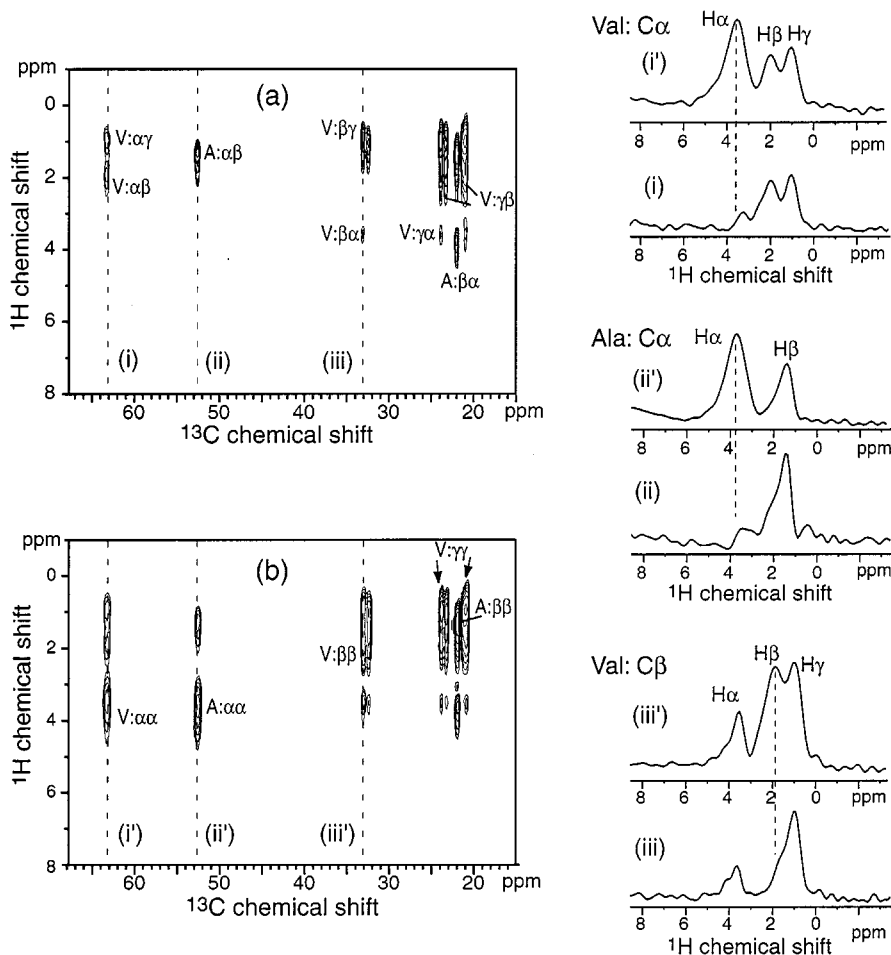 ppm
0
2
4
6
8
¹H chemical shift
(a)
V:αγ
V:αβ
A:αβ
V:βγ
V:βα
V:γα
V:γβ
A:βα
(i)
(ii)
(iii)
60
50
40
30
20
ppm
¹³C chemical shift
ppm
0
2
4
6
8
¹H chemical shift
(b)
V:γγ
A:ββ
V:ββ
V:αα
A:αα
(i')
(ii')
(iii')
60
50
40
30
20
ppm
¹³C chemical shift
Val: Cα
Hα
Hβ Hγ
(i')
8 6 4 2 0
ppm
(i)
8 6 4 2 0 ppm
¹H chemical shift
Ala: Cα
Hα
Hβ
(ii')
8 6 4 2 0 ppm
(ii)
8 6 4 2 0 ppm
¹H chemical shift
Val: Cβ
Hα
Hβ
Hγ
(iii')
8 6 4 2 0 ppm
(iii)
8 6 4 2 0 ppm
¹H chemical shift